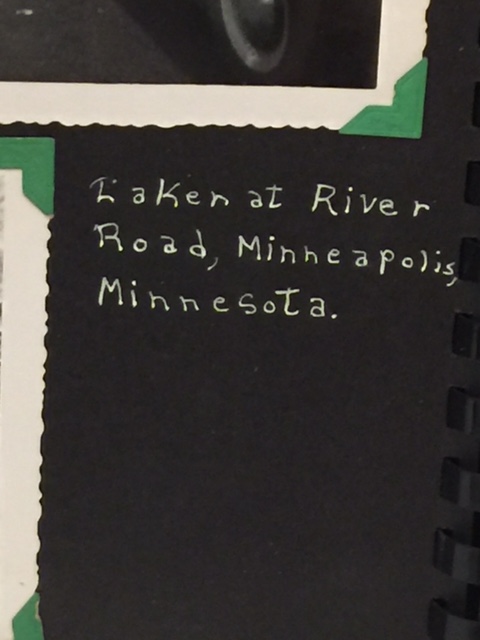 Taken at River
Road, Minneapolis,
Minnesota.